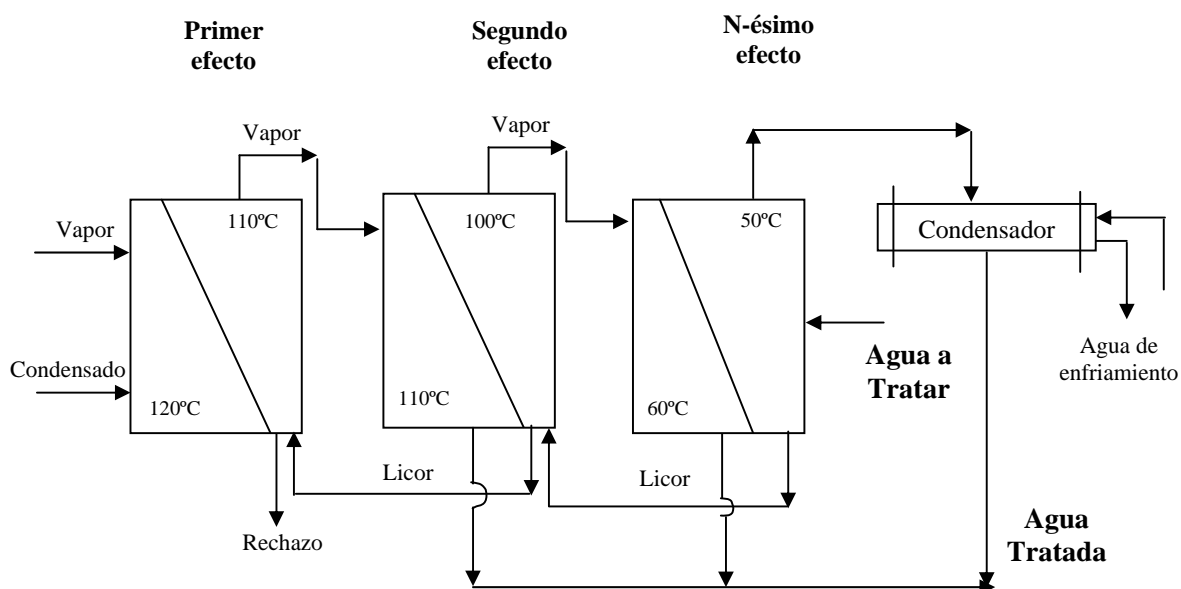 Primer
efecto
Segundo
efecto
N-ésimo
efecto
Vapor
Vapor
Vapor
110ºC
100ºC
50ºC
Condensador
Condensado
120ºC
110ºC
60ºC
Agua a
Tratar
Agua de
enfriamiento
Licor
Licor
Rechazo
Agua
Tratada